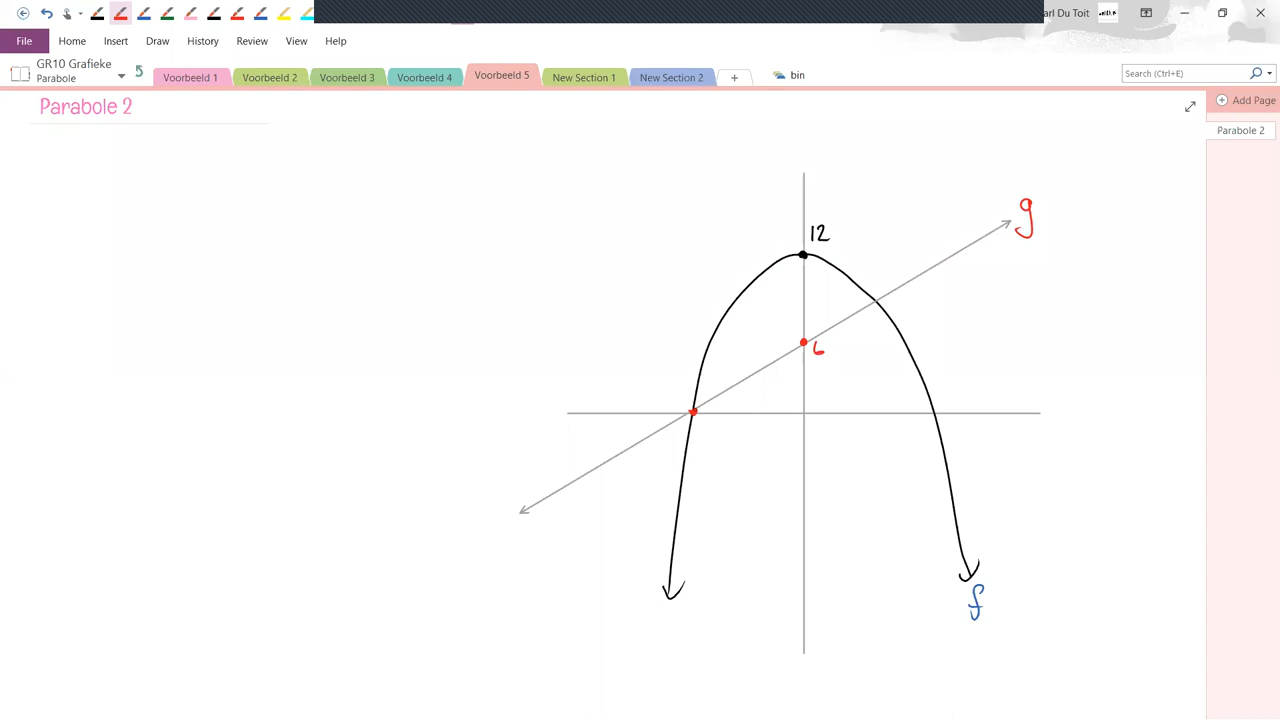 arl Du Toit
File Home Insert Draw History Review View Help
GR10 Grafieke
Parabole
Voorbeeld 1 Voorbeeld 2 Voorbeeld 3 Voorbeeld 4 Voorbeeld 5 New Section 1 New Section 2 + bin
Search (Ctrl+E)
Parabole 2
Add Page
Parabole 2
g
12
6
f